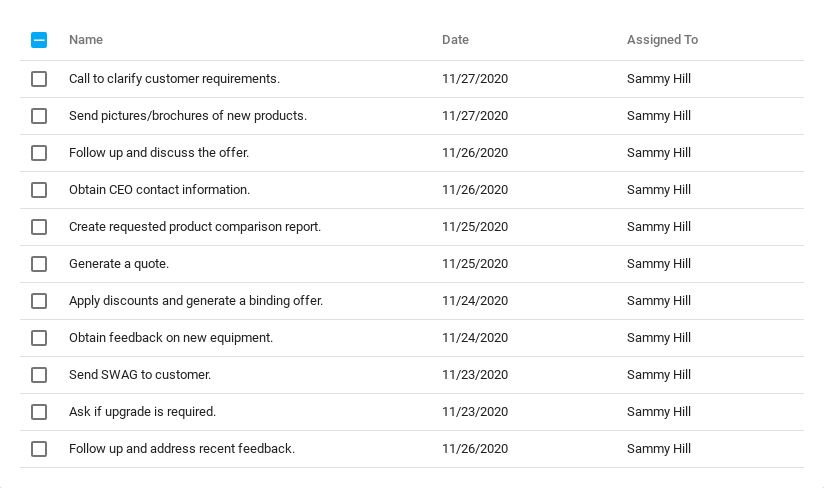 Name Date Assigned To
Call to clarify customer requirements. 11/27/2020 Sammy Hill
Send pictures/brochures of new products. 11/27/2020 Sammy Hill
Follow up and discuss the offer. 11/26/2020 Sammy Hill
Obtain CEO contact information. 11/26/2020 Sammy Hill
Create requested product comparison report. 11/25/2020 Sammy Hill
Generate a quote. 11/25/2020 Sammy Hill
Apply discounts and generate a binding offer. 11/24/2020 Sammy Hill
Obtain feedback on new equipment. 11/24/2020 Sammy Hill
Send SWAG to customer. 11/23/2020 Sammy Hill
Ask if upgrade is required. 11/23/2020 Sammy Hill
Follow up and address recent feedback. 11/26/2020 Sammy Hill